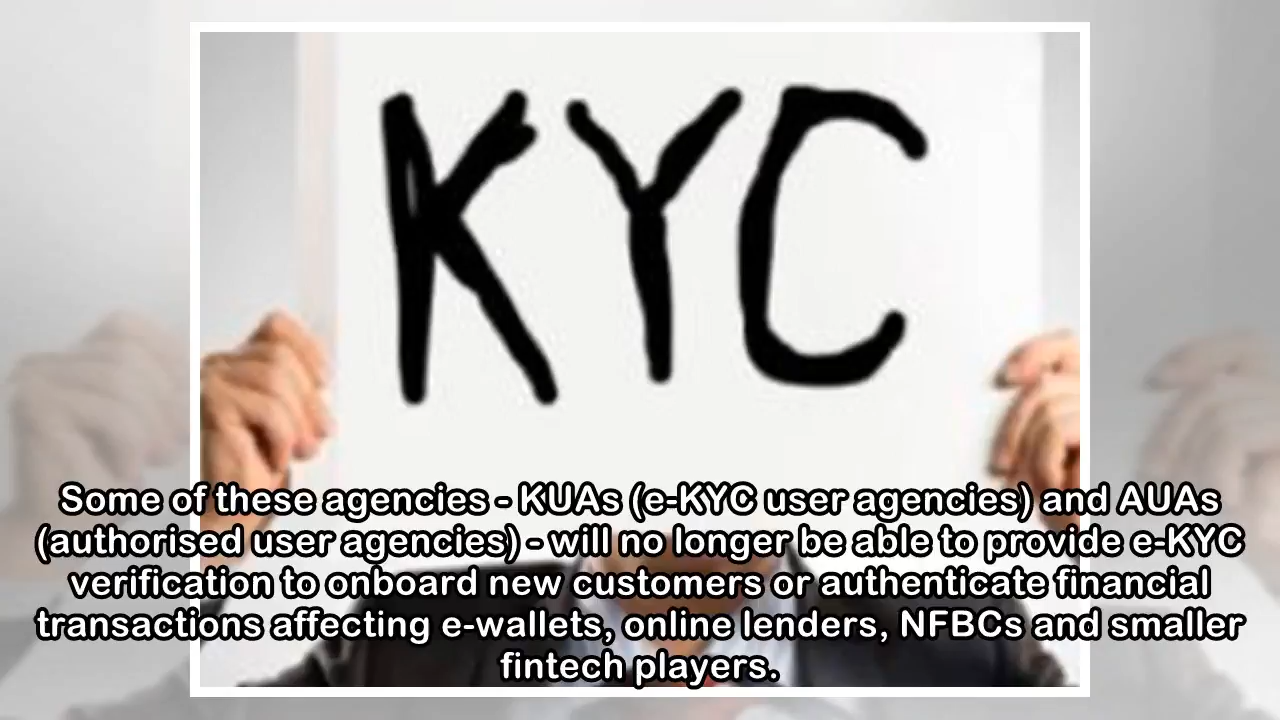 KYC
Some of these agencies - KUAs (e-KYC user agencies) and AUAs
(authorised user agencies) - will no longer be able to provide e-KYC
verification to onboard new customers or authenticate financial
transactions affecting e-wallets, online lenders, NFBCs and smaller
fintech players.